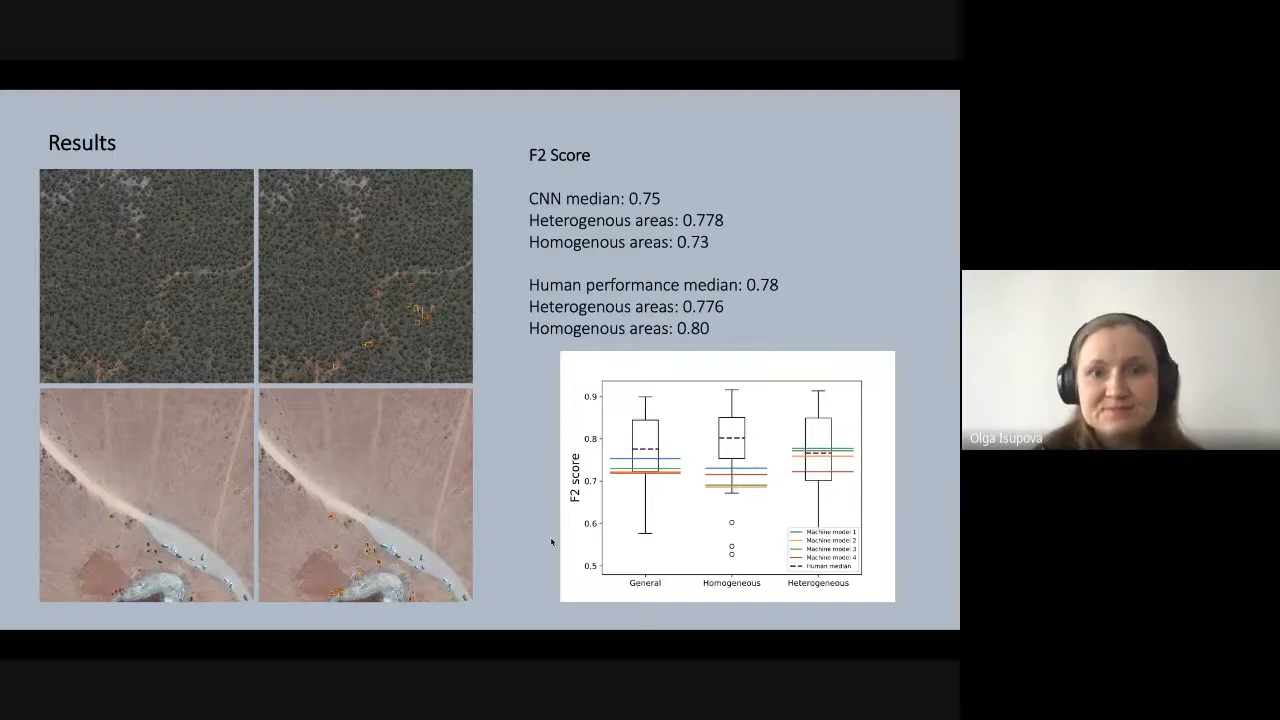 Results
F2 Score
CNN median: 0.75
Heterogenous areas: 0.778
Homogenous areas: 0.73
Human performance median: 0.78
Heterogenous areas: 0.776
Homogenous areas: 0.80
0.9
0.8
0.7
0.6
0.5
F2 score
General
Homogeneous
Heterogeneous
Machine model 1
Machine model 2
Machine model 3
Machine model 4
Human median
Olga Isupova